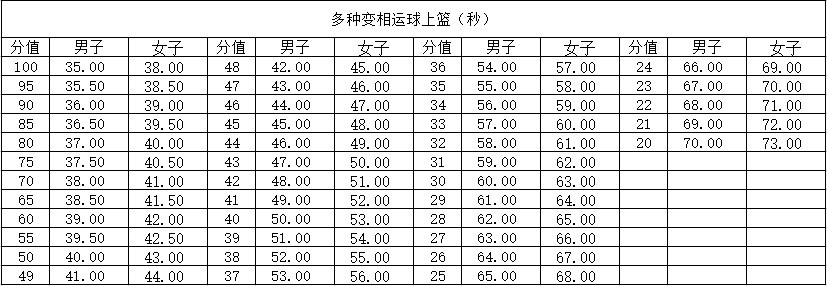 多种变相运球上篮（秒）
分值 男子 女子 分值 男子 女子 分值 男子 女子 分值 男子 女子
100 35.00 38.00 48 42.00 45.00 36 54.00 57.00 24 66.00 69.00
95 35.50 38.50 47 43.00 46.00 35 55.00 58.00 23 67.00 70.00
90 36.00 39.00 46 44.00 47.00 34 56.00 59.00 22 68.00 71.00
85 36.50 39.50 45 45.00 48.00 33 57.00 60.00 21 69.00 72.00
80 37.00 40.00 44 46.00 49.00 32 58.00 61.00 20 70.00 73.00
75 37.50 40.50 43 47.00 50.00 31 59.00 62.00
70 38.00 41.00 42 48.00 51.00 30 60.00 63.00
65 38.50 41.50 41 49.00 52.00 29 61.00 64.00
60 39.00 42.00 40 50.00 53.00 28 62.00 65.00
55 39.50 42.50 39 51.00 54.00 27 63.00 66.00
50 40.00 43.00 38 52.00 55.00 26 64.00 67.00
49 41.00 44.00 37 53.00 56.00 25 65.00 68.00